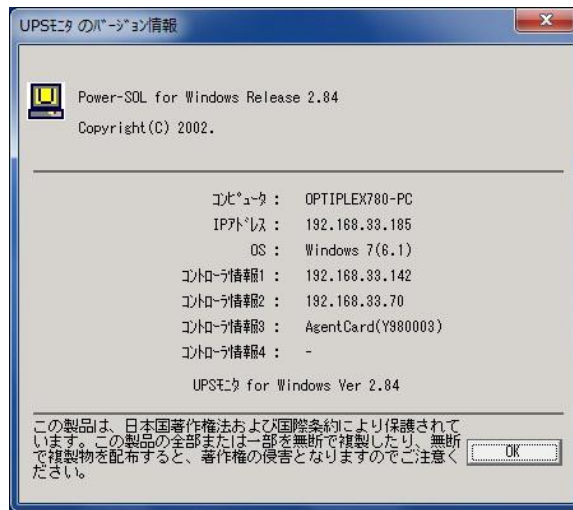 UPSﾓﾆﾀ のﾊﾞｰｼﾞｮﾝ情報
Power-SOL for Windows Release 2.84
Copyright(C) 2002.
ｺﾝﾋﾟｭｰﾀ : OPTIPLEX780-PC
IPｱﾄﾞﾚｽ : 192.168.33.185
OS : Windows 7(6.1)
ｺﾝﾄﾛｰﾗ情報1 : 192.168.33.142
ｺﾝﾄﾛｰﾗ情報2 : 192.168.33.70
ｺﾝﾄﾛｰﾗ情報3 : AgentCard(Y980003)
ｺﾝﾄﾛｰﾗ情報4 : -
UPSﾓﾆﾀ for Windows Ver 2.84
この製品は、日本国著作権法および国際条約により保護されて
います。この製品の全部または一部を無断で複製したり、無断
で複製物を配布すると、著作権の侵害となりますのでご注意く
ださい。
OK